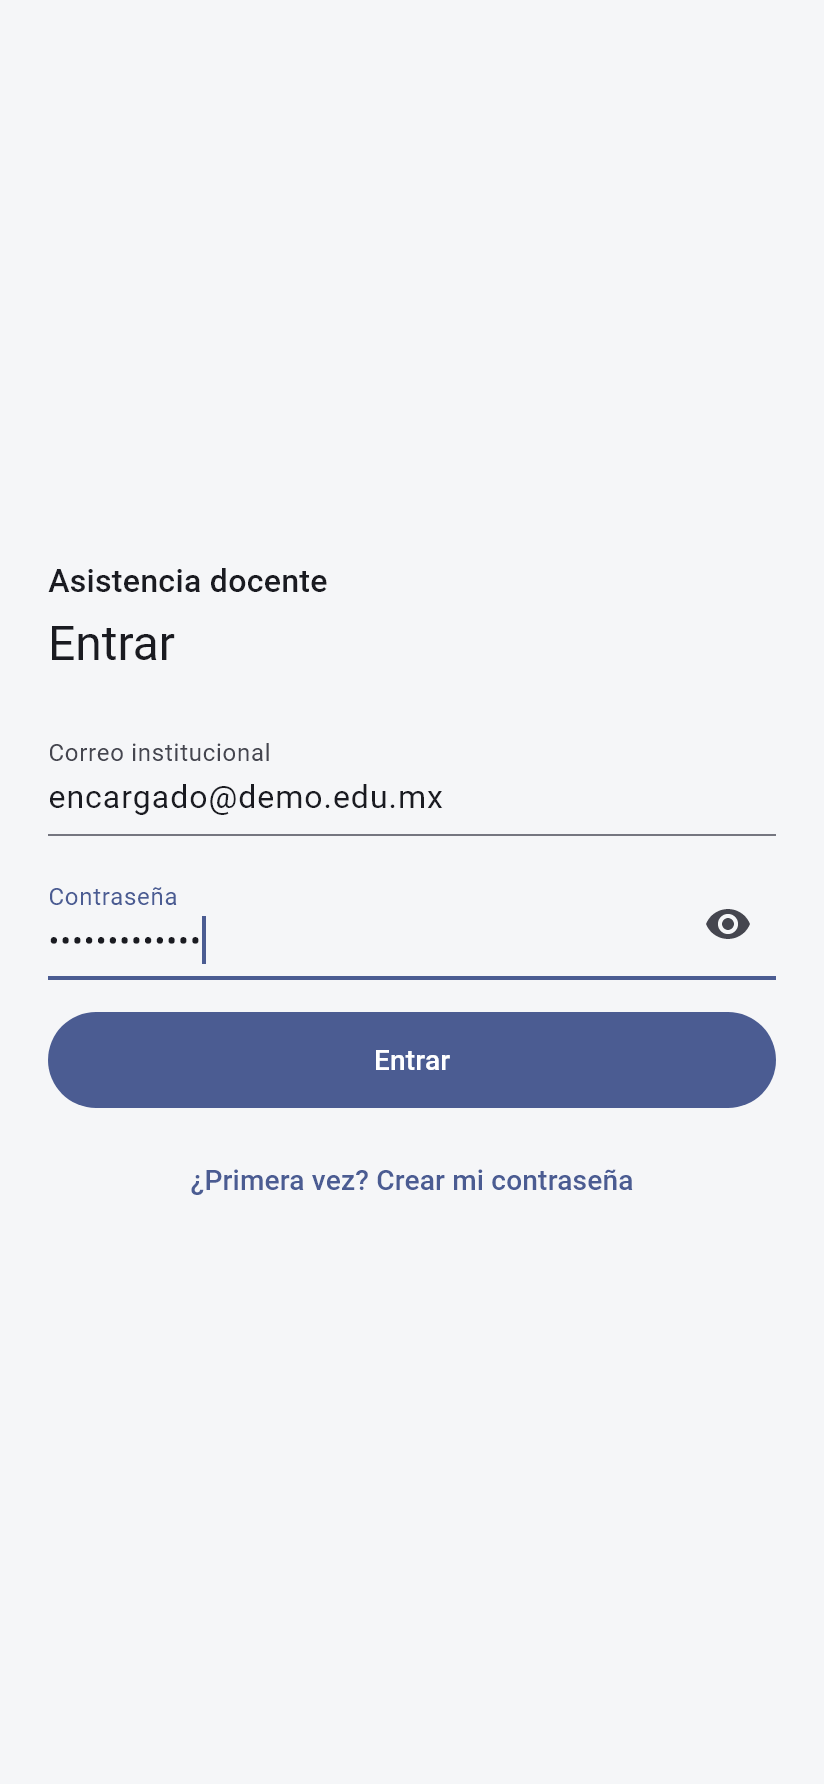 Asistencia docente
Entrar
Correo institucional
encargado@demo.edu.mx
Contraseña
•••••••••••••
Entrar
¿Primera vez? Crear mi contraseña